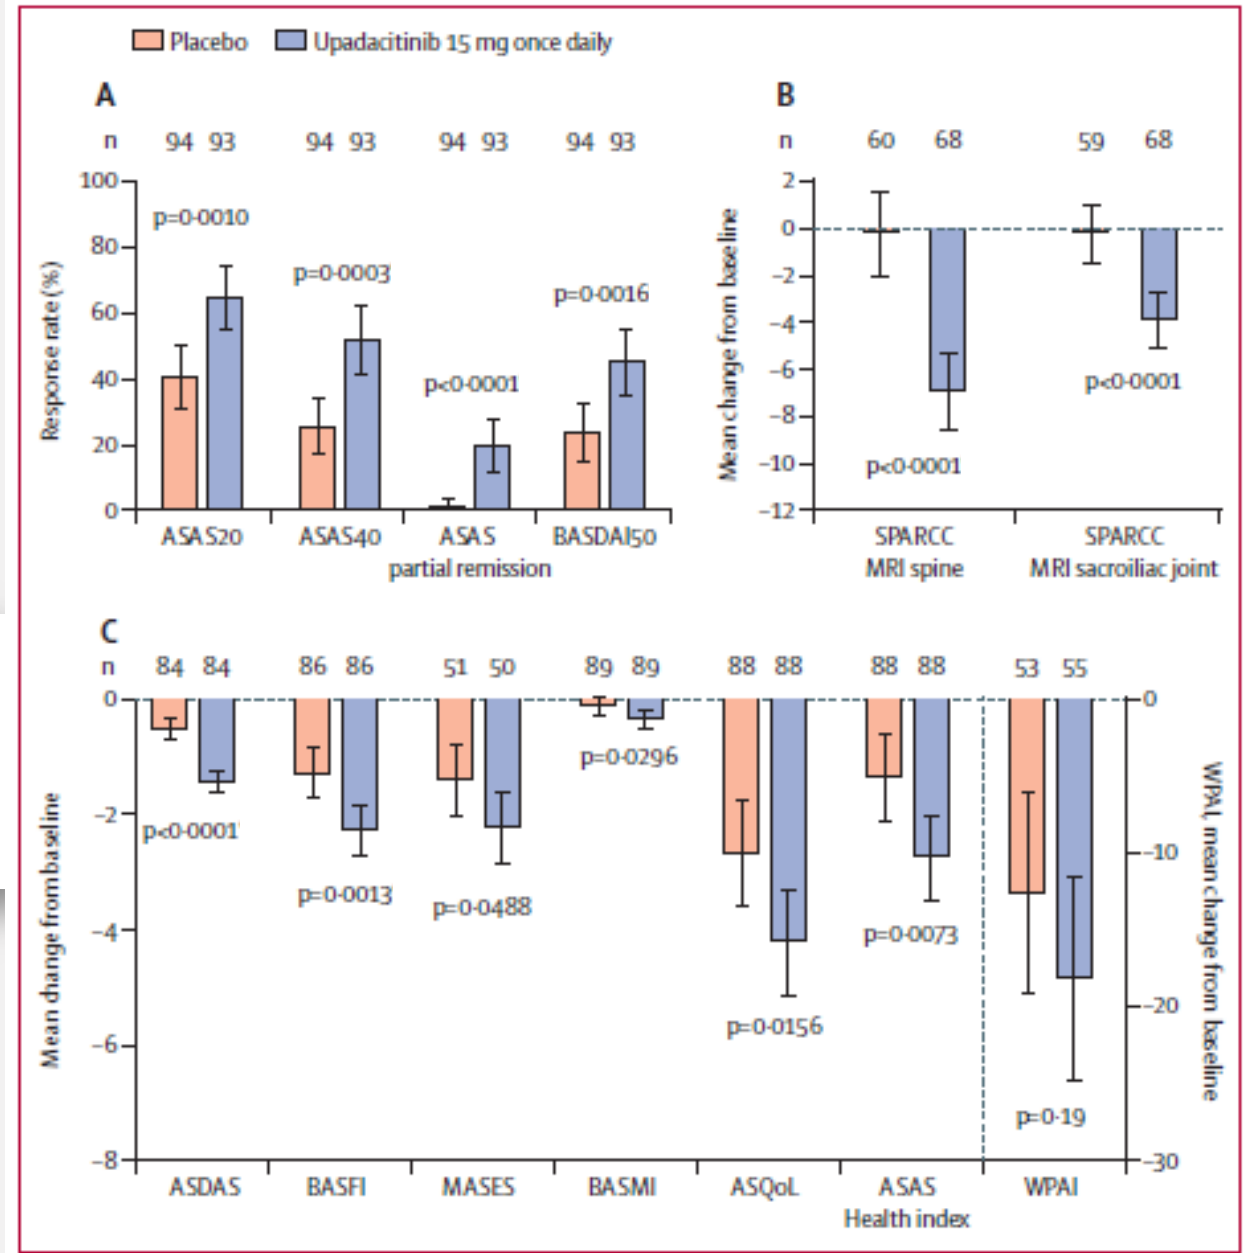 Placebo Upadacitinib 15 mg once daily
A
n 94 93 94 93 94 93 94 93
Response rate (%)
100
80
60
40
20
0
p=0·0010
p=0·0003
p<0·0001
p=0·0016
ASAS20 ASAS40 ASAS BASDAI50
partial remission
B
n 60 68 59 68
Mean change from baseline
2
0
−2
−4
−6
−8
−10
−12
p<0·0001
p<0·0001
SPARCC SPARCC
MRI spine MRI sacroiliac joint
C
n 84 84 86 86 51 50 89 89 88 88 88 88 53 55
Mean change from baseline
0
−2
−4
−6
−8
p<0·0001
p=0·0013
p=0·0488
p=0·0296
p=0·0156
p=0·0073
p=0·19
0
−10
−20
−30
WPAI, mean change from baseline
ASDAS BASFI MASES BASMI ASQoL ASAS WPAI
Health index